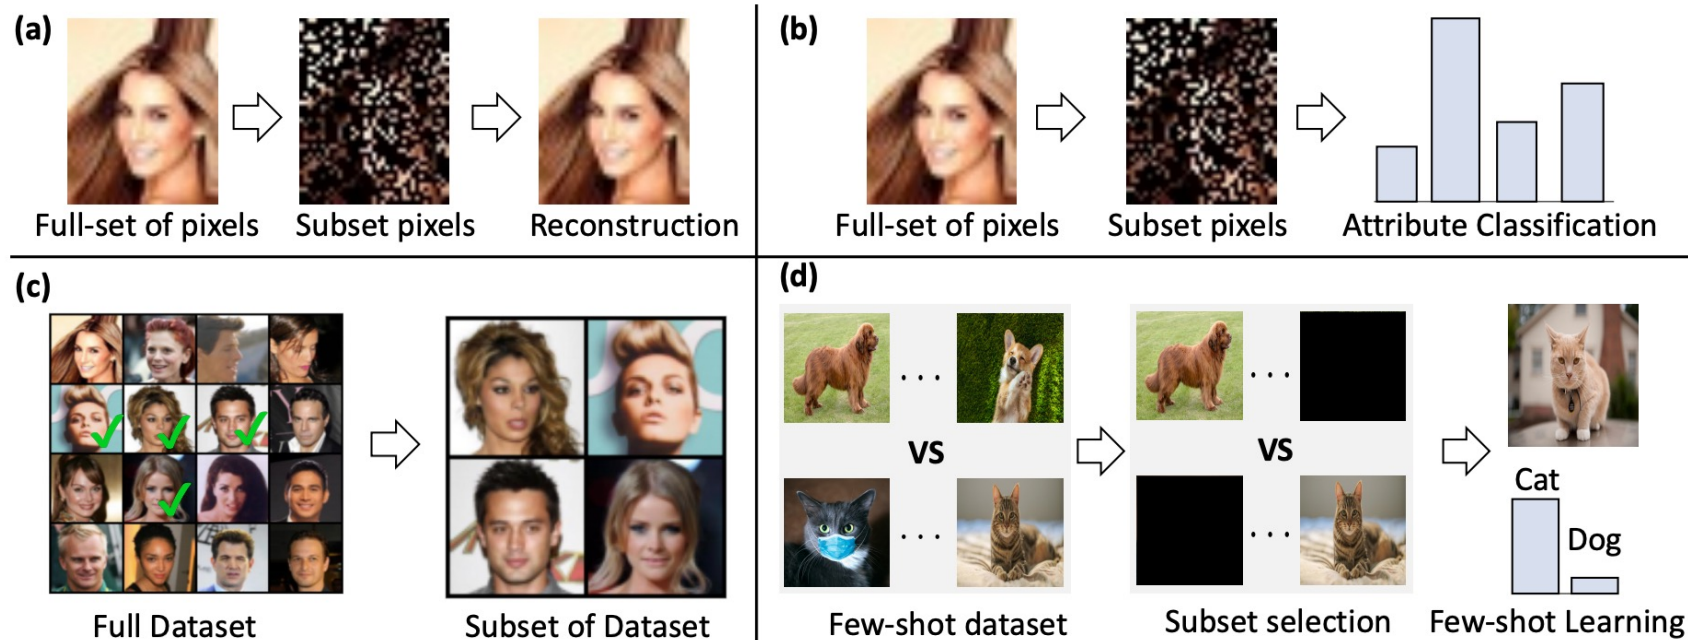 (a)
Full-set of pixels
Subset pixels
Reconstruction
(b)
Full-set of pixels
Subset pixels
Attribute Classification
(c)
Full Dataset
Subset of Dataset
(d)
. . .
. . .
VS
VS
. . .
. . .
Cat
Dog
Few-shot dataset
Subset selection
Few-shot Learning